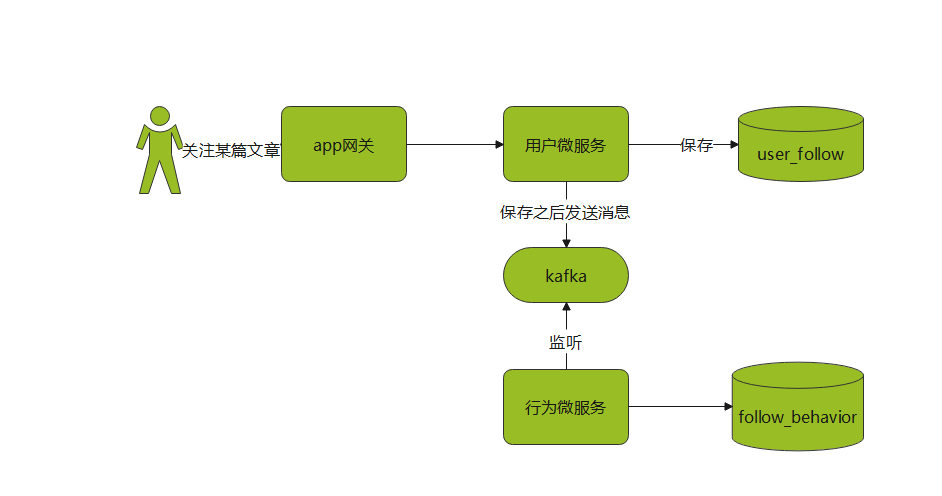 关注某篇文章
app网关
用户微服务
保存
user_follow
保存之后发送消息
kafka
监听
行为微服务
follow_behavior